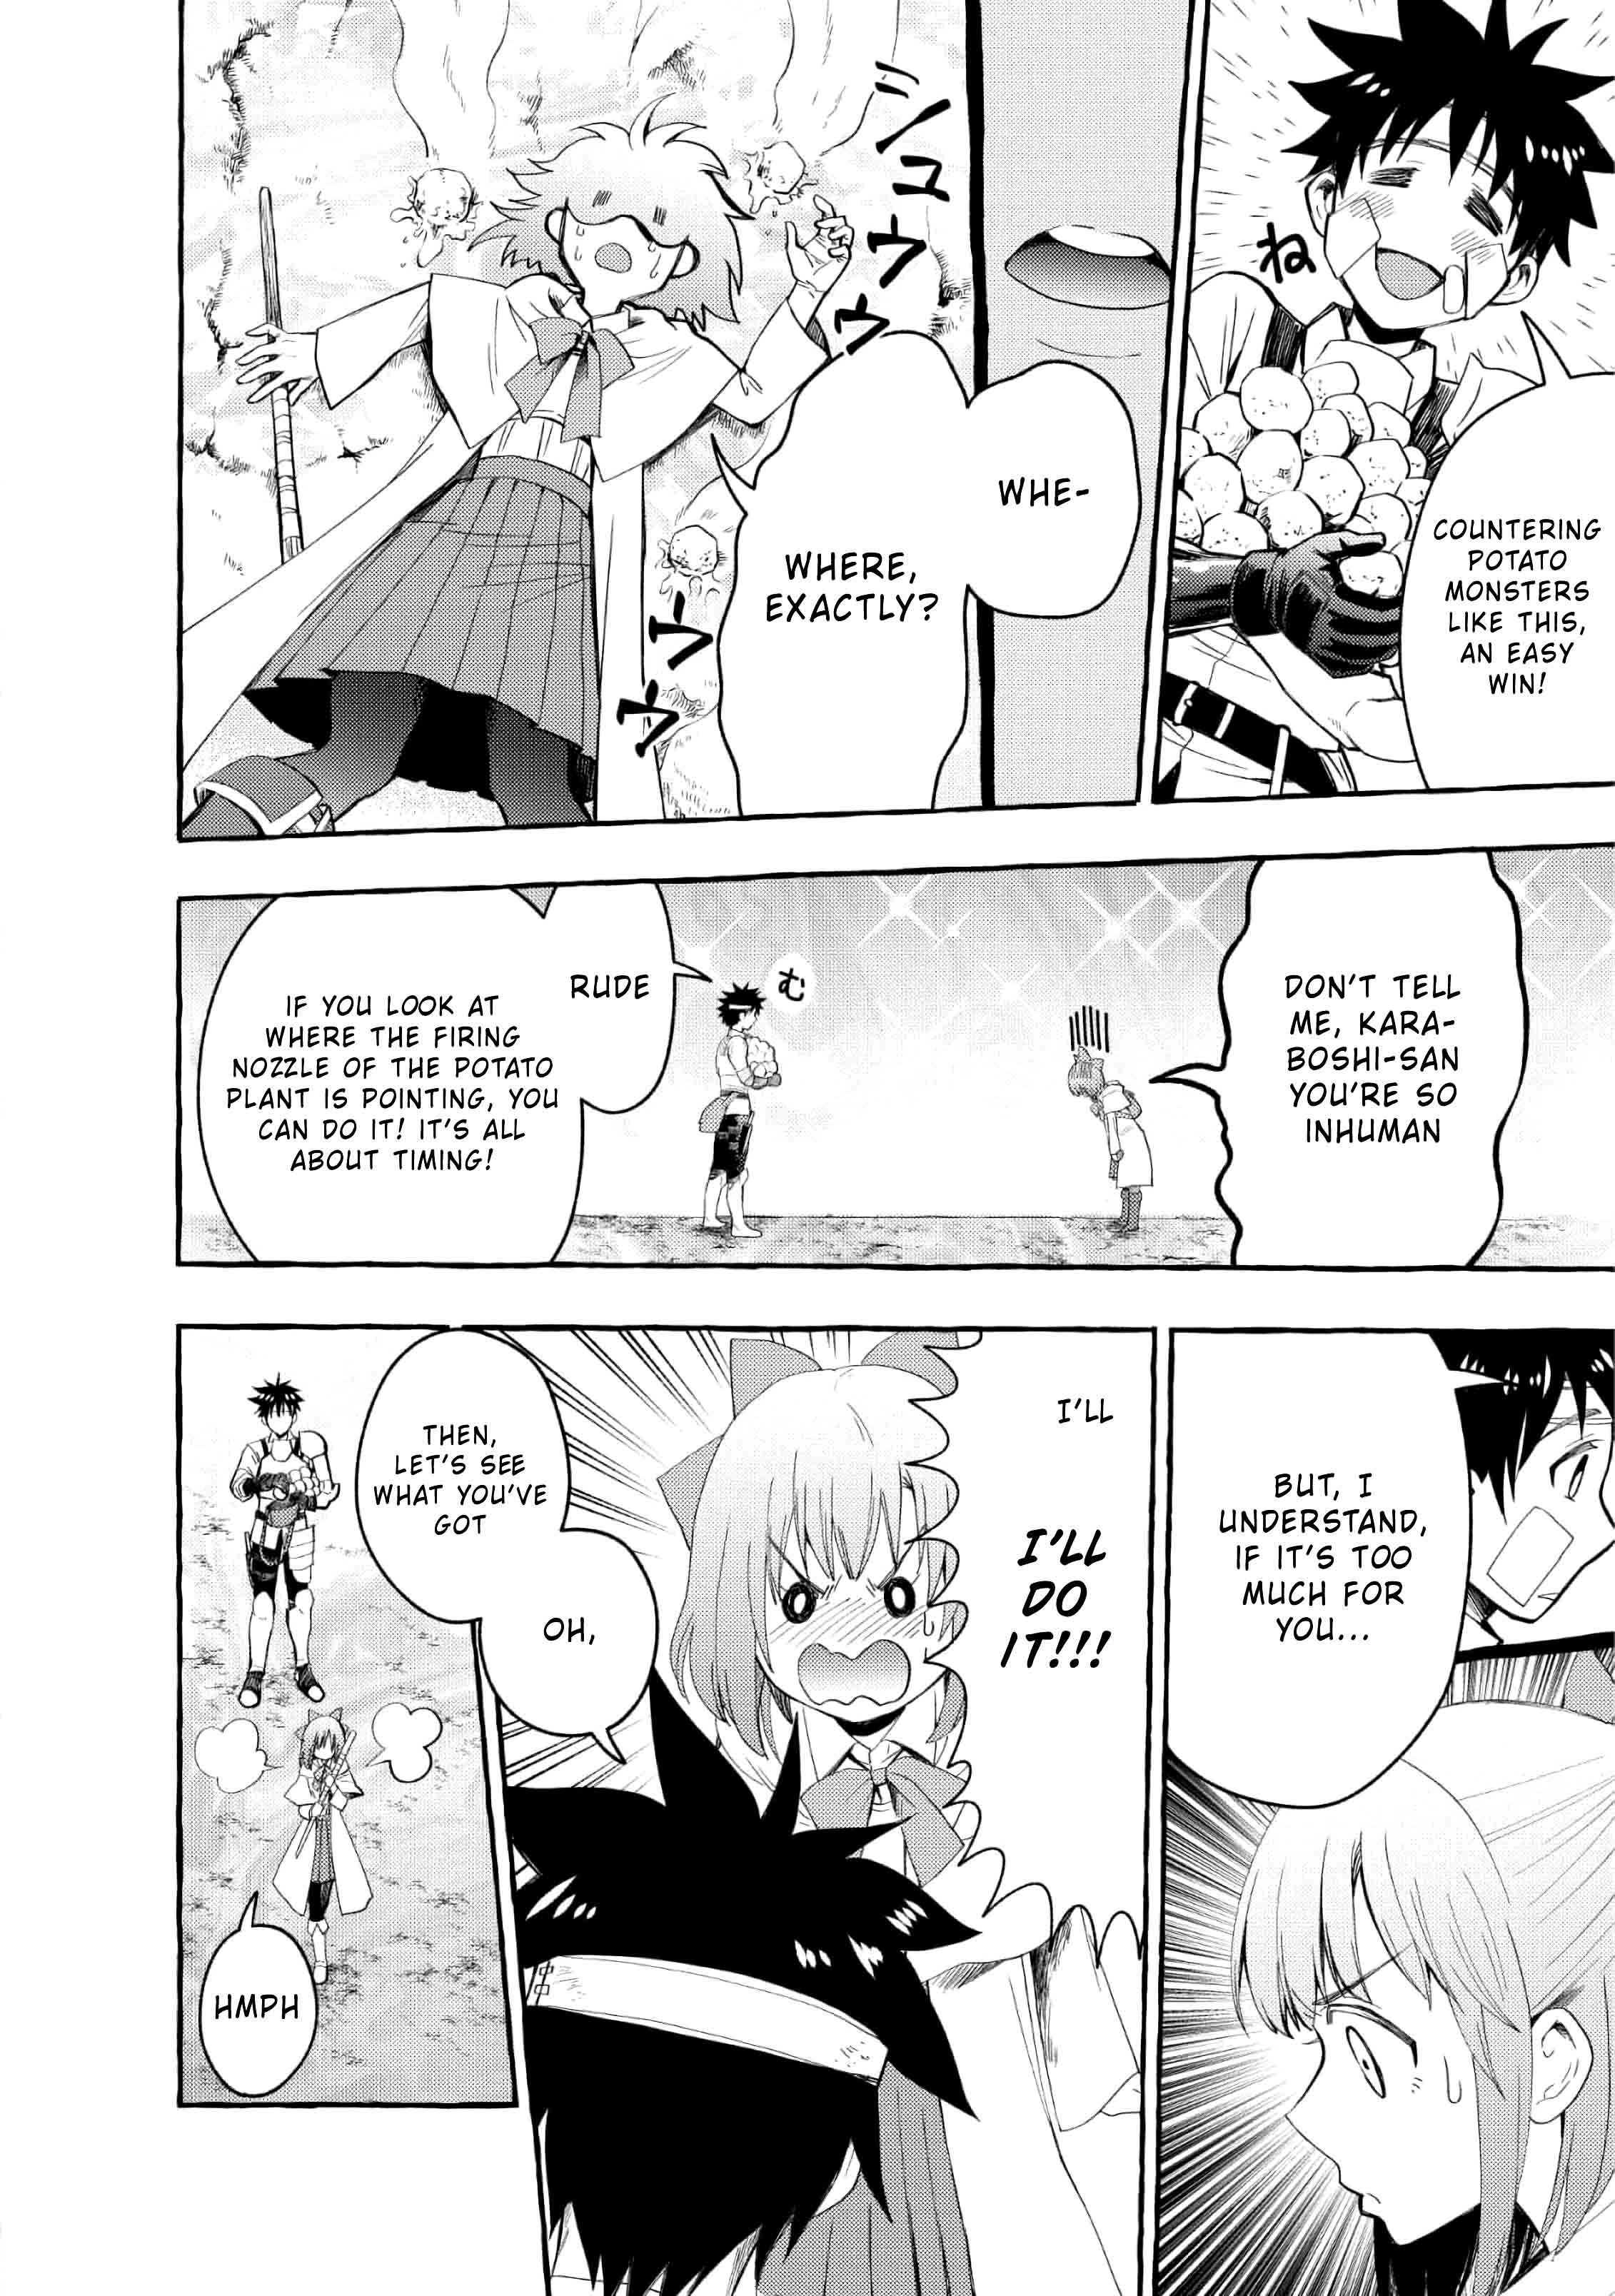 COUNTERING
POTATO
MONSTERS
LIKE THIS,
AN EASY
WIN!
ね
WHE-
WHERE,
EXACTLY?
シュウウウ
ウーウ
DON'T TELL
ME, KARA-
BOSHI-SAN
YOU'RE SO
INHUMAN
む
RUDE
IF YOU LOOK AT
WHERE THE FIRING
NOZZLE OF THE POTATO
PLANT IS POINTING, YOU
CAN DO IT! IT'S ALL
ABOUT TIMING!
BUT, I
UNDERSTAND,
IF IT'S TOO
MUCH FOR
YOU...
I'LL
I'LL
DO
IT!!!
OH,
THEN,
LET'S SEE
WHAT YOU'VE
GOT
HMPH